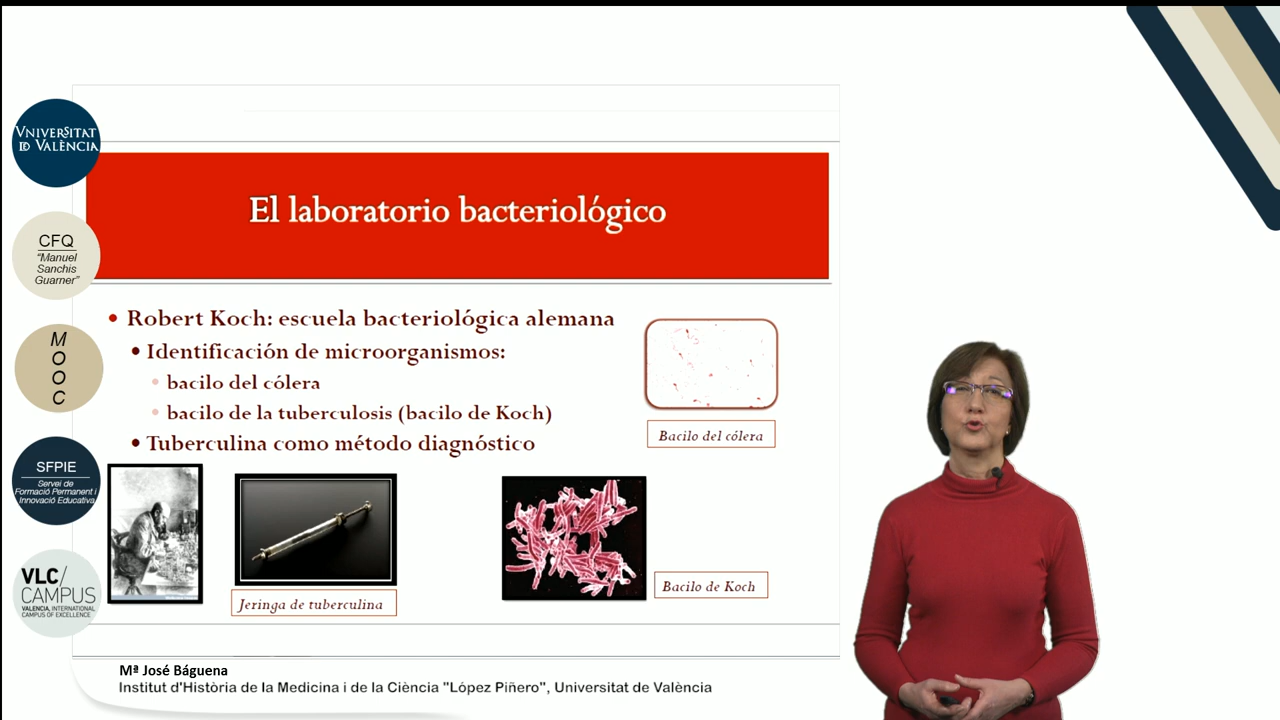 VNIVERSITAT
ID VALÈNCIA
CFQ
"Manuel
Sanchis
Guarner"
M
O
O
C
SFPIE
Servei de
Formació Permanent i
Innovació Educativa
VLC/
CAMPUS
VALENCIA, INTERNATIONAL
CAMPUS OF EXCELLENCE
El laboratorio bacteriológico
• Robert Koch: escuela bacteriológica alemana
• Identificación de microorganismos:
• bacilo del cólera
• bacilo de la tuberculosis (bacilo de Koch)
• Tuberculina como método diagnóstico
Bacilo del cólera
Jeringa de tuberculina
Bacilo de Koch
Mª José Báguena
Institut d'Història de la Medicina i de la Ciència "López Piñero", Universitat de València